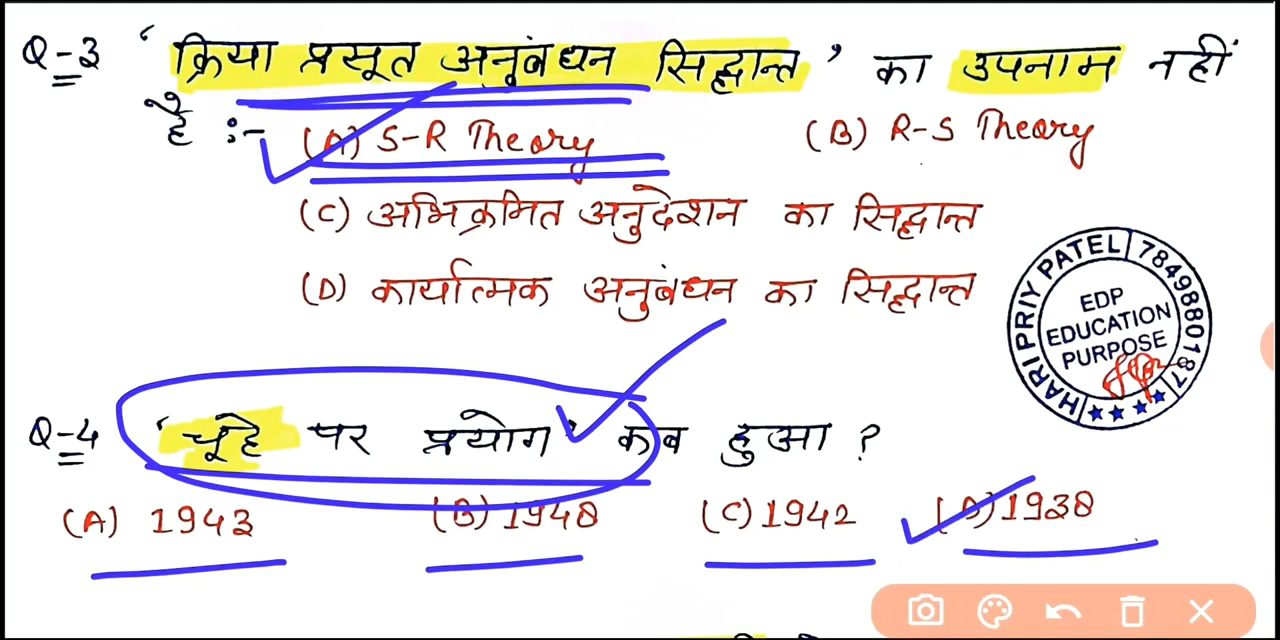 Q-3 ‘क्रिया प्रसूत अनुबंधन सिद्धान्त’ का उपनाम नहीं
है :- (A) S-R Theory (B) R-S Theory
(C) अभिक्रमित अनुदेशन का सिद्धान्त
(D) कार्यात्मक अनुबंधन का सिद्धान्त
HARI PRIY PATEL 7849880187
EDP
EDUCATION
PURPOSE
Q-4 ‘चूहे पर प्रयोग’ कब हुआ ?
(A) 1943 (B) 1948 (C) 1942 (D) 1938